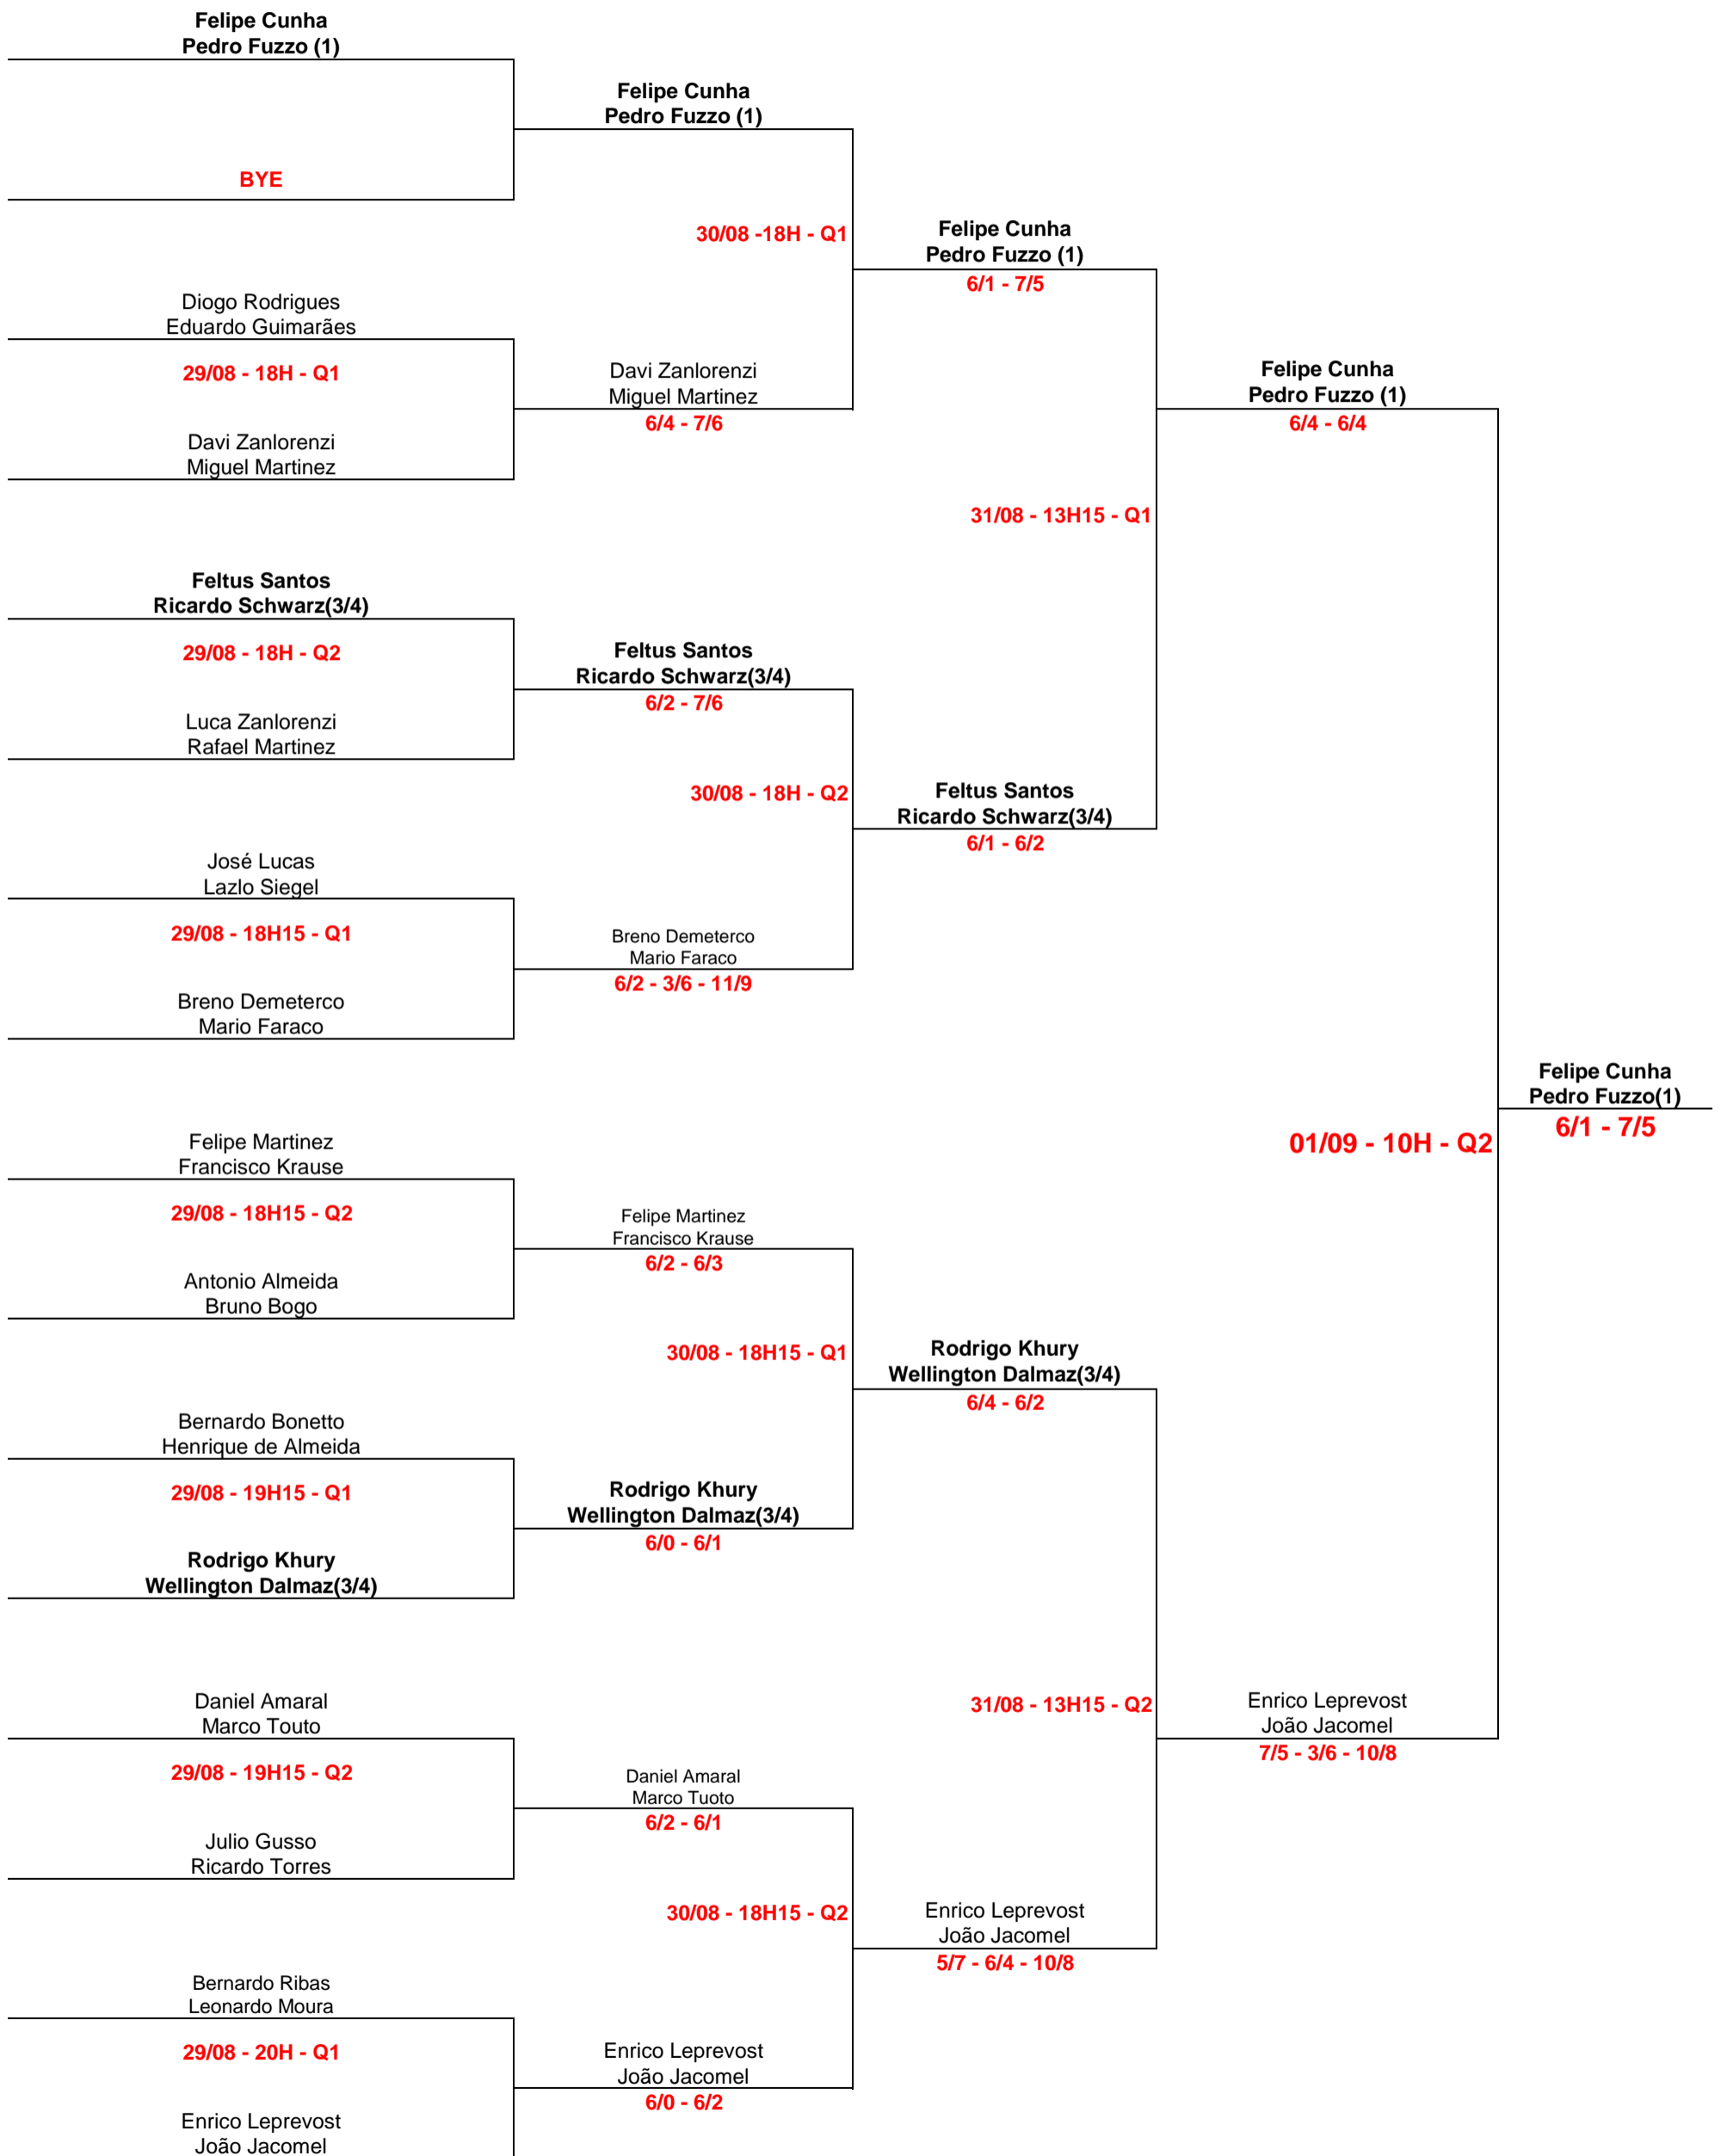 Felipe Cunha
Pedro Fuzzo (1)
BYE
Diogo Rodrigues
Eduardo Guimarães
29/08 - 18H - Q1
Davi Zanlorenzi
Miguel Martinez
Feltus Santos
Ricardo Schwarz(3/4)
29/08 - 18H - Q2
Luca Zanlorenzi
Rafael Martinez
José Lucas
Lazlo Siegel
29/08 - 18H15 - Q1
Breno Demeterco
Mario Faraco
Felipe Martinez
Francisco Krause
29/08 - 18H15 - Q2
Antonio Almeida
Bruno Bogo
Bernardo Bonetto
Henrique de Almeida
29/08 - 19H15 - Q1
Rodrigo Khury
Wellington Dalmaz(3/4)
Daniel Amaral
Marco Touto
29/08 - 19H15 - Q2
Julio Gusso
Ricardo Torres
Bernardo Ribas
Leonardo Moura
29/08 - 20H - Q1
Enrico Leprevost
João Jacomel
Felipe Cunha
Pedro Fuzzo (1)
30/08 -18H - Q1
Davi Zanlorenzi
Miguel Martinez
6/4 - 7/6
Feltus Santos
Ricardo Schwarz(3/4)
6/2 - 7/6
30/08 - 18H - Q2
Breno Demeterco
Mario Faraco
6/2 - 3/6 - 11/9
Felipe Martinez
Francisco Krause
6/2 - 6/3
30/08 - 18H15 - Q1
Rodrigo Khury
Wellington Dalmaz(3/4)
6/0 - 6/1
Daniel Amaral
Marco Tuoto
6/2 - 6/1
30/08 - 18H15 - Q2
Enrico Leprevost
João Jacomel
6/0 - 6/2
Felipe Cunha
Pedro Fuzzo (1)
6/1 - 7/5
31/08 - 13H15 - Q1
Feltus Santos
Ricardo Schwarz(3/4)
6/1 - 6/2
Rodrigo Khury
Wellington Dalmaz(3/4)
6/4 - 6/2
31/08 - 13H15 - Q2
Enrico Leprevost
João Jacomel
5/7 - 6/4 - 10/8
Felipe Cunha
Pedro Fuzzo (1)
6/4 - 6/4
01/09 - 10H - Q2
Enrico Leprevost
João Jacomel
7/5 - 3/6 - 10/8
Felipe Cunha
Pedro Fuzzo(1)
6/1 - 7/5